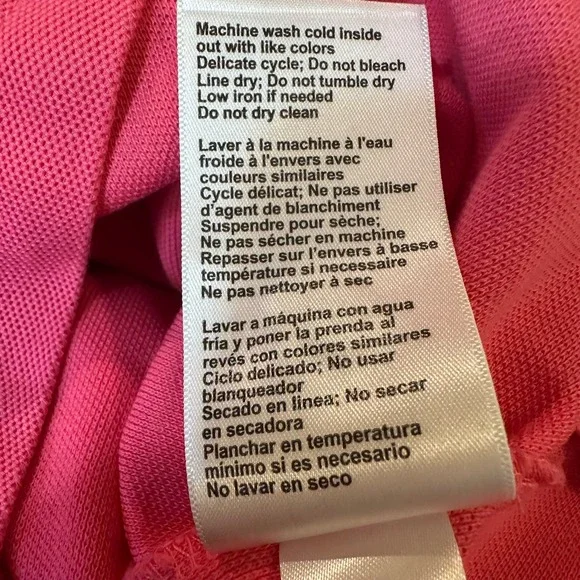 Machine wash cold inside
out with like colors
Delicate cycle; Do not bleach
Line dry; Do not tumble dry
Low iron if needed
Do not dry clean
Laver à la machine à l'eau
froide à l'envers avec
couleurs similaires
Cycle délicat; Ne pas utiliser
d'agent de blanchiment
Suspendre pour sèche;
Ne pas sécher en machine
Repasser sur l'envers à basse
température si necessaire
Ne pas nettoyer à sec
Lavar a máquina con agua
fría y poner la prenda al
revés con colores similares
Ciclo delicado; No usar
blanqueador
Secado en linea; No secar
en secadora
Planchar en temperatura
mínimo si es necesario
No lavar en seco